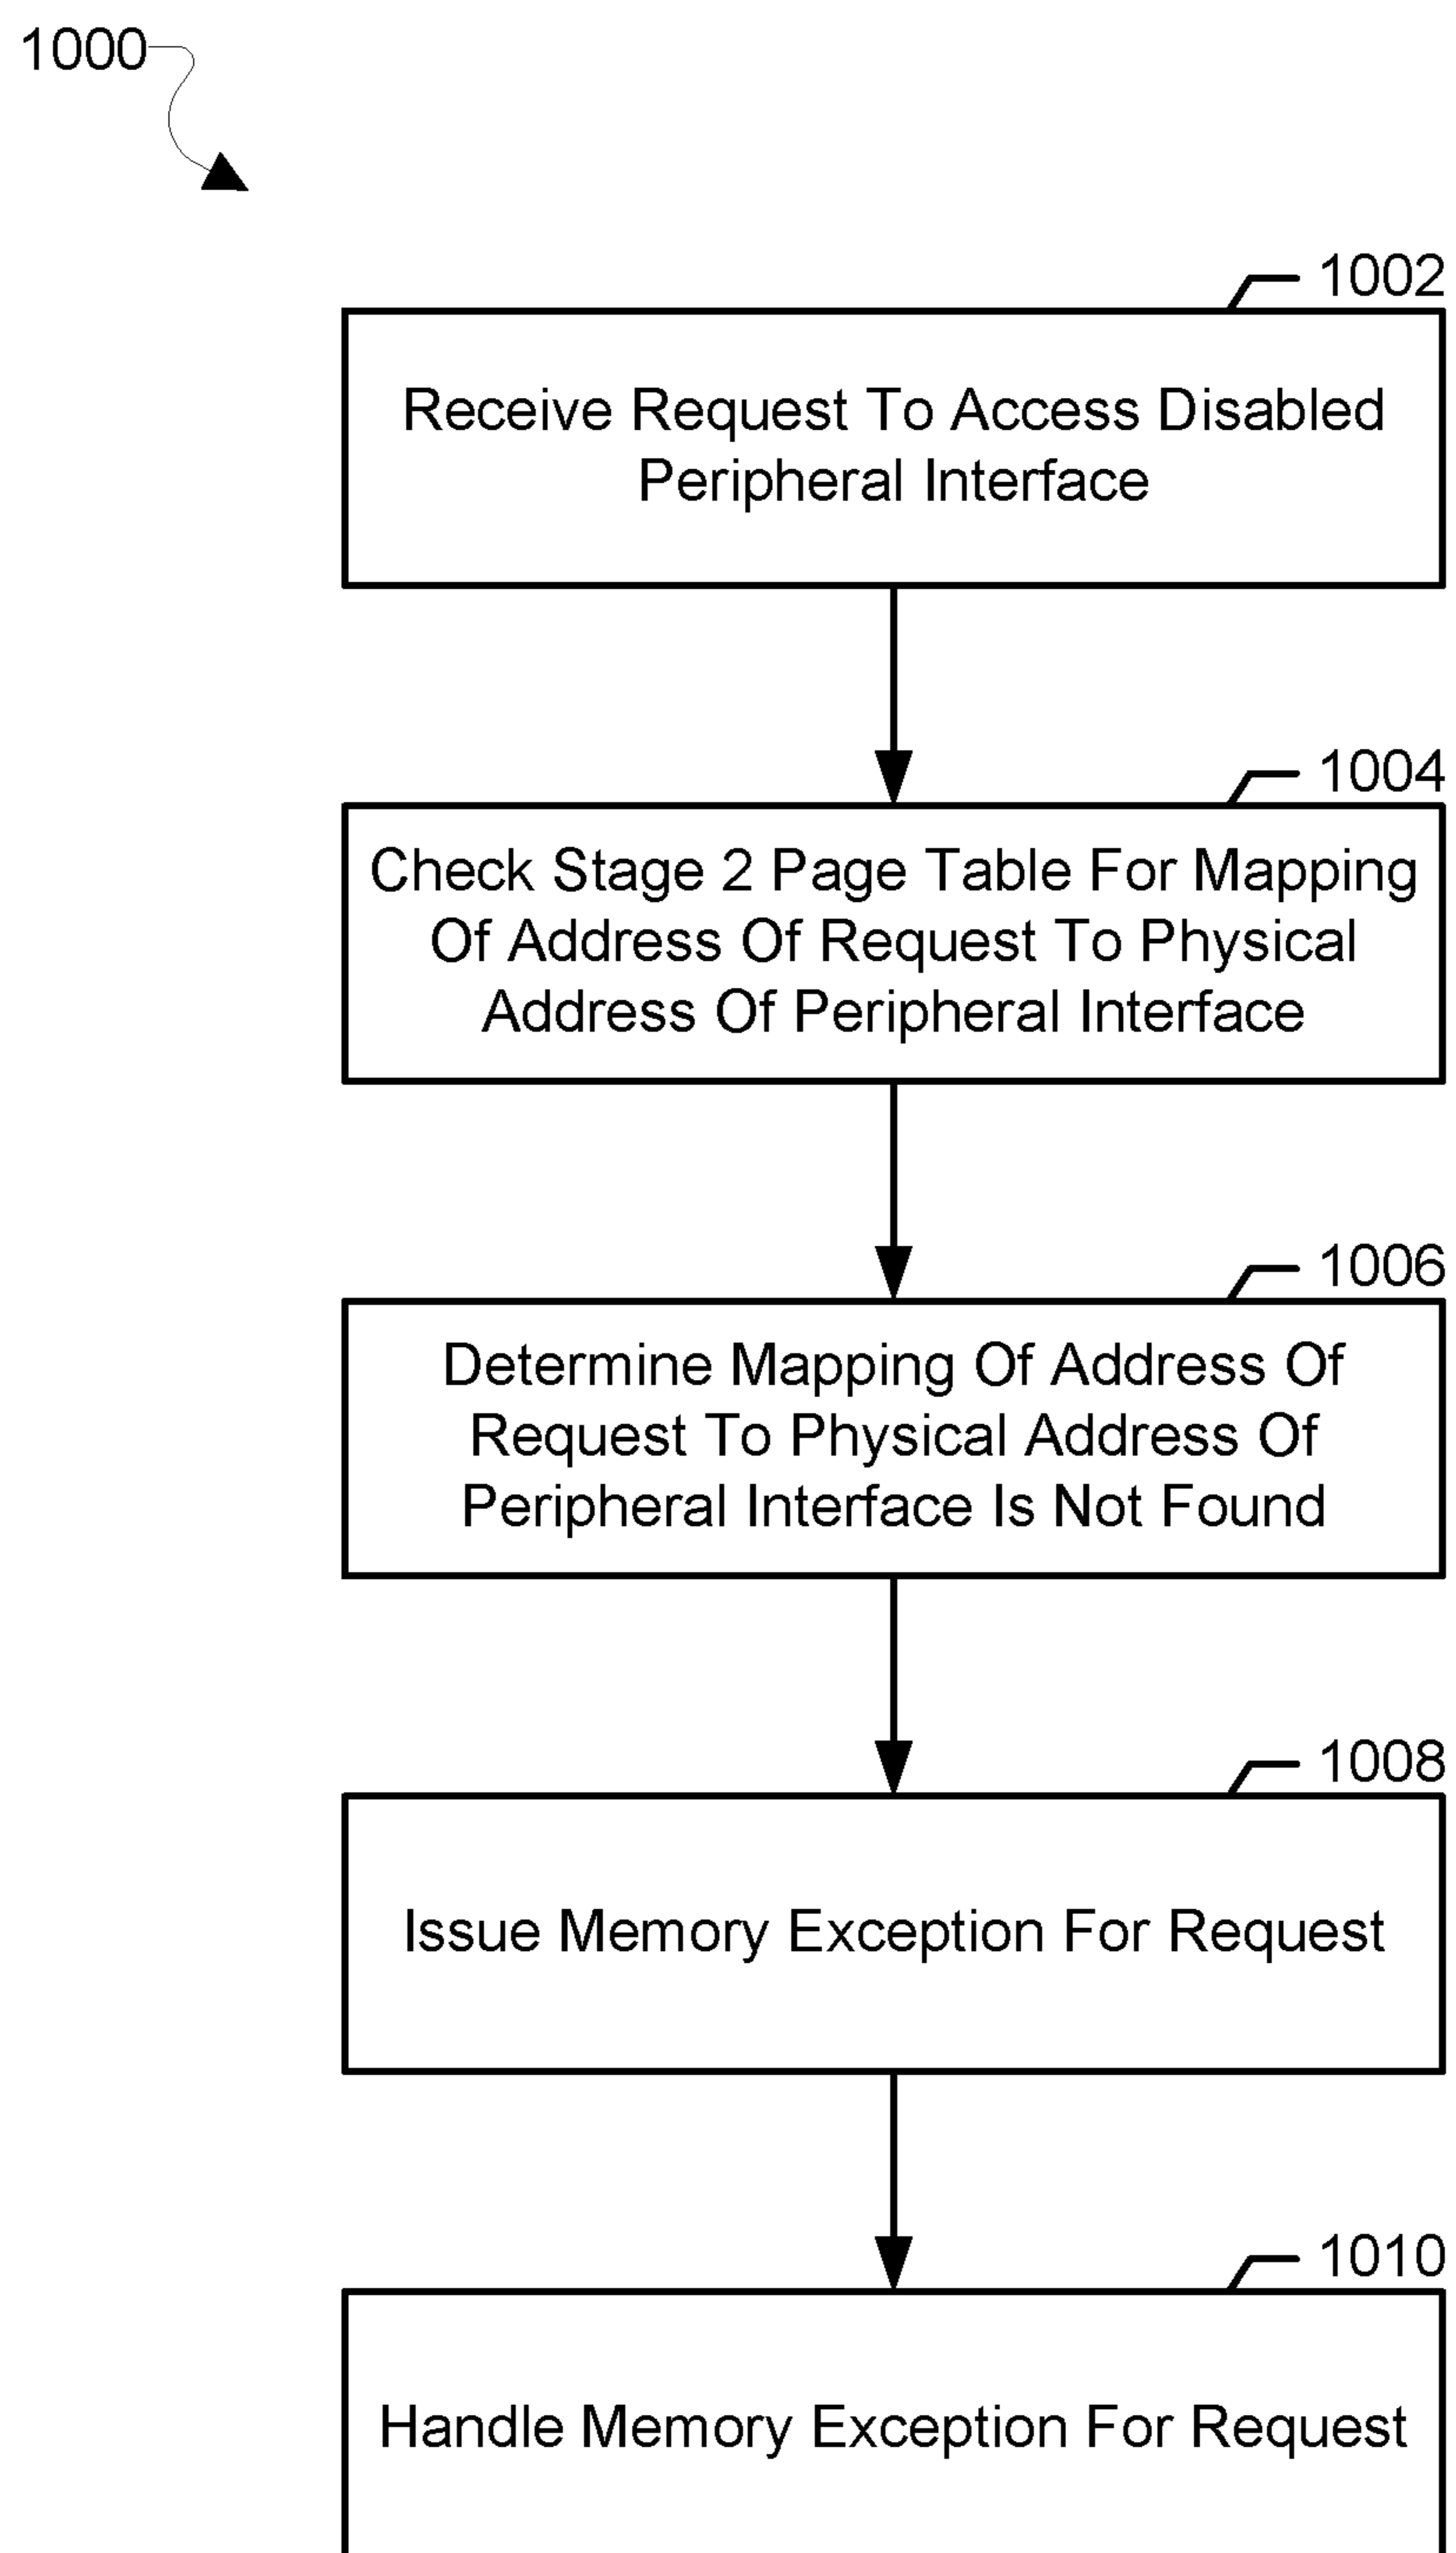 1000
1002
Receive Request To Access Disabled
Peripheral Interface
1004
Check Stage 2 Page Table For Mapping
Of Address Of Request To Physical
Address Of Peripheral Interface
1006
Determine Mapping Of Address Of
Request To Physical Address Of
Peripheral Interface Is Not Found
1008
Issue Memory Exception For Request
1010
Handle Memory Exception For Request